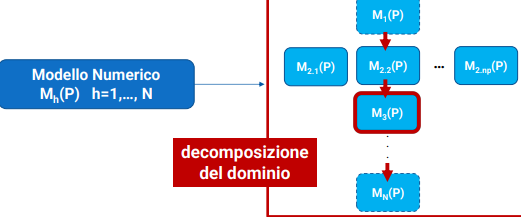 M1(P)
M2.1(P)
M2.2(P)
...
M2.np(P)
Modello Numerico
Mh(P) h=1,..., N
M3(P)
decomposizione
del dominio
MN(P)